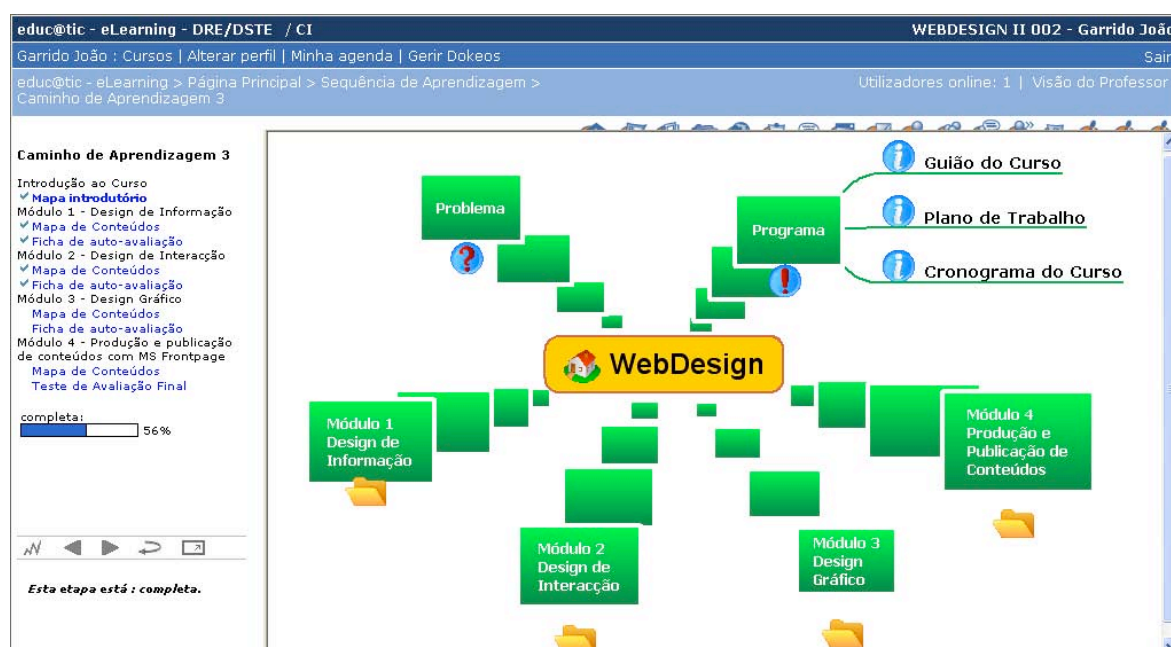 educ@tic - eLearning - DRE/DSTE / CI
WEBDESIGN II 002 - Garrido João
Garrido João : Cursos | Alterar perfil | Minha agenda | Gerir Dokeos
Sair
educ@tic - eLearning > Página Principal > Sequência de Aprendizagem >
Caminho de Aprendizagem 3
Utilizadores online: 1 | Visão do Professor
Caminho de Aprendizagem 3
Introdução ao Curso
Mapa introdutório
Módulo 1 - Design de Informação
Mapa de Conteúdos
Ficha de auto-avaliação
Módulo 2 - Design de Interacção
Mapa de Conteúdos
Ficha de auto-avaliação
Módulo 3 - Design Gráfico
Mapa de Conteúdos
Ficha de auto-avaliação
Módulo 4 - Produção e publicação
de conteúdos com MS Frontpage
Mapa de Conteúdos
Teste de Avaliação Final
completa:
56%
Esta etapa está : completa.
Problema
?
Programa
!
i Guião do Curso
i Plano de Trabalho
i Cronograma do Curso
WebDesign
Módulo 1
Design de
Informação
Módulo 2
Design de
Interacção
Módulo 3
Design
Gráfico
Módulo 4
Produção e
Publicação de
Conteúdos